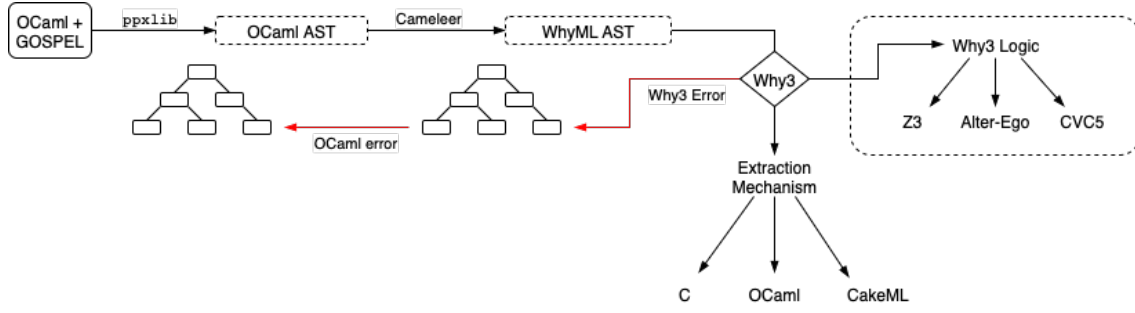 OCaml +
GOSPEL
ppxlib
OCaml AST
Cameleer
WhyML AST
Why3
Why3 Logic
Z3
Alter-Ego
CVC5
Why3 Error
OCaml error
Extraction
Mechanism
C
OCaml
CakeML